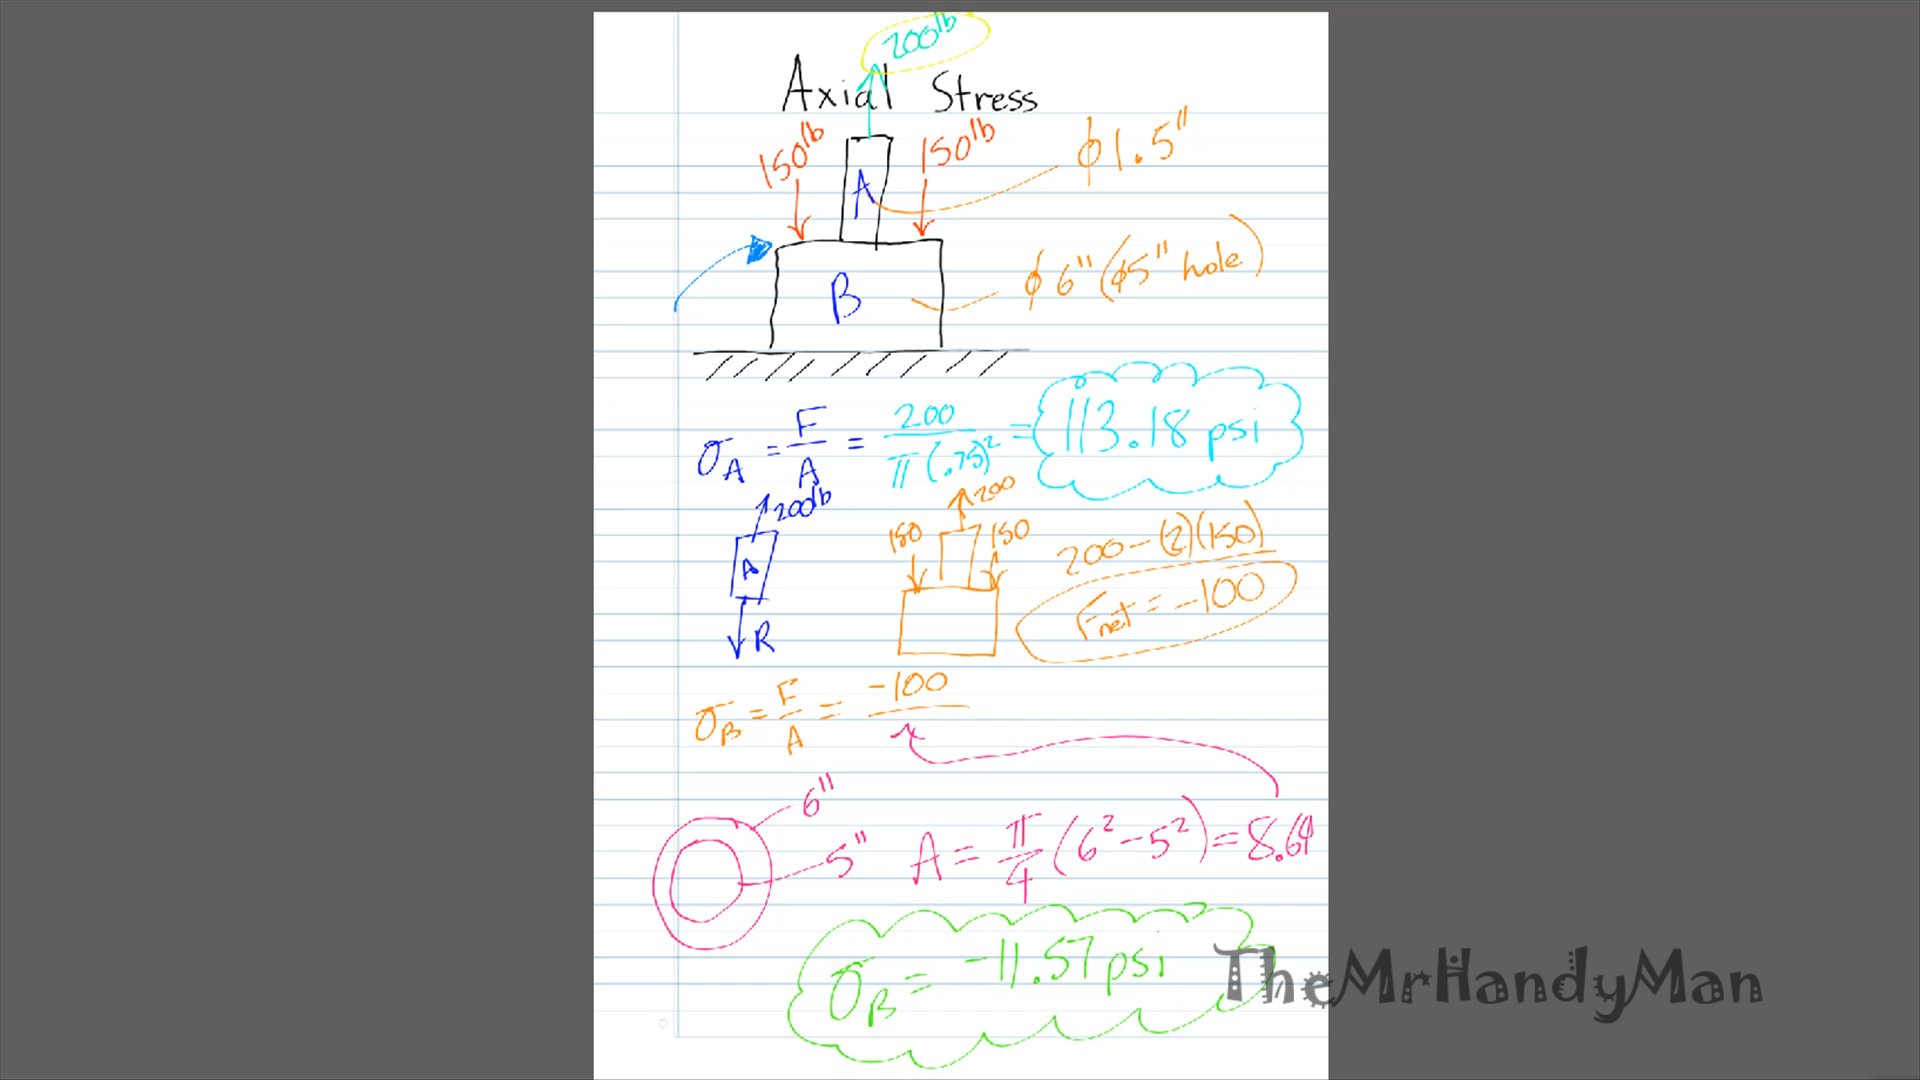 200lb
Axial Stress
150lb 150lb
φ1.5"
A
φ6" (φ5" hole)
B
σA = F/A = 200/π(.75)² = 113.18 psi
200lb
A
R
200
150 150
200-(2)(150)
Fnet = -100
σB = F/A = -100/
6"
5"
A = π/4 (6²-5²) = 8.64
σB = -11.57 psi
TheMrHandyMan